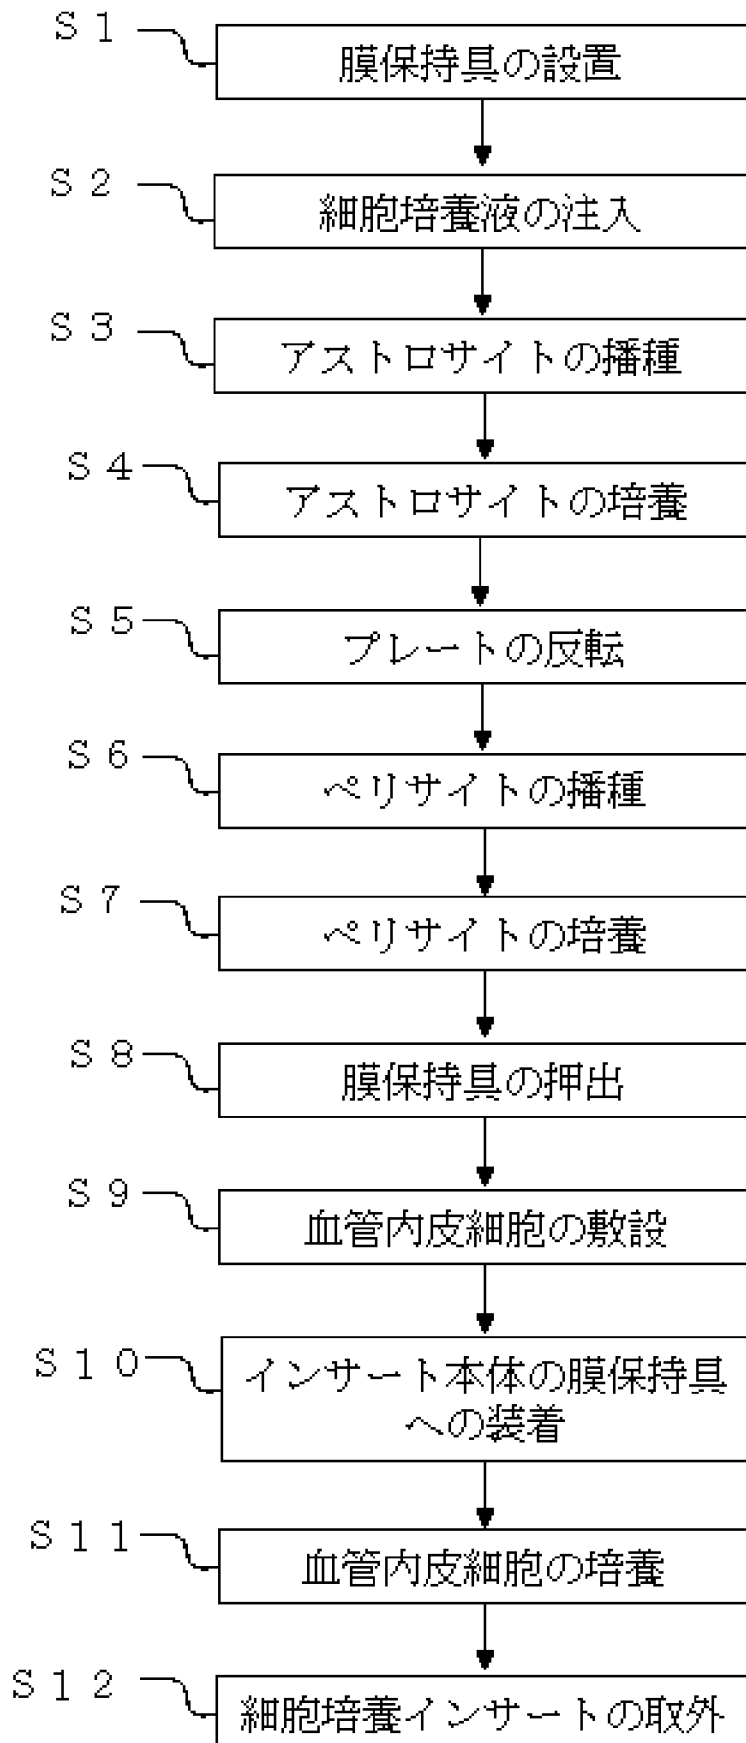 Ｓ１
膜保持具の設置
Ｓ２
細胞培養液の注入
Ｓ３
アストロサイトの播種
Ｓ４
アストロサイトの培養
Ｓ５
プレートの反転
Ｓ６
ペリサイトの播種
Ｓ７
ペリサイトの培養
Ｓ８
膜保持具の押出
Ｓ９
血管内皮細胞の敷設
Ｓ１０
インサート本体の膜保持具
への装着
Ｓ１１
血管内皮細胞の培養
Ｓ１２
細胞培養インサートの取外